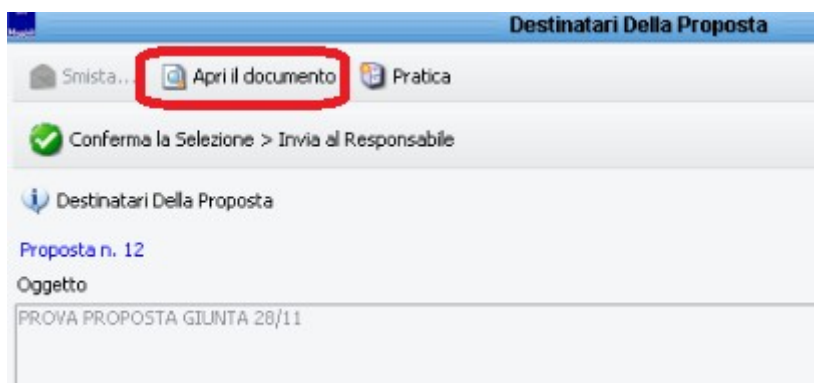 Destinatari Della Proposta
Smista... Apri il documento Pratica
Conferma la Selezione > Invia al Responsabile
Destinatari Della Proposta
Proposta n. 12
Oggetto
PROVA PROPOSTA GIUNTA 28/11